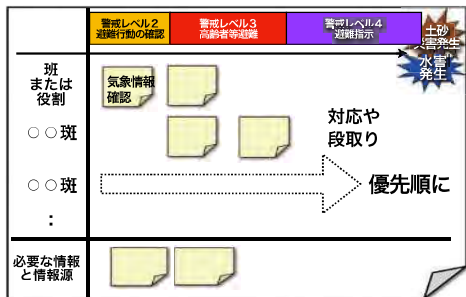 警戒レベル2
避難行動の確認
警戒レベル3
高齢者等避難
警戒レベル4
避難指示
土砂
災害発生
水害
発生
班
または
役割
気象情報
確認
○○斑
対応や
段取り
○○斑
優先順に
:
必要な情報
と情報源